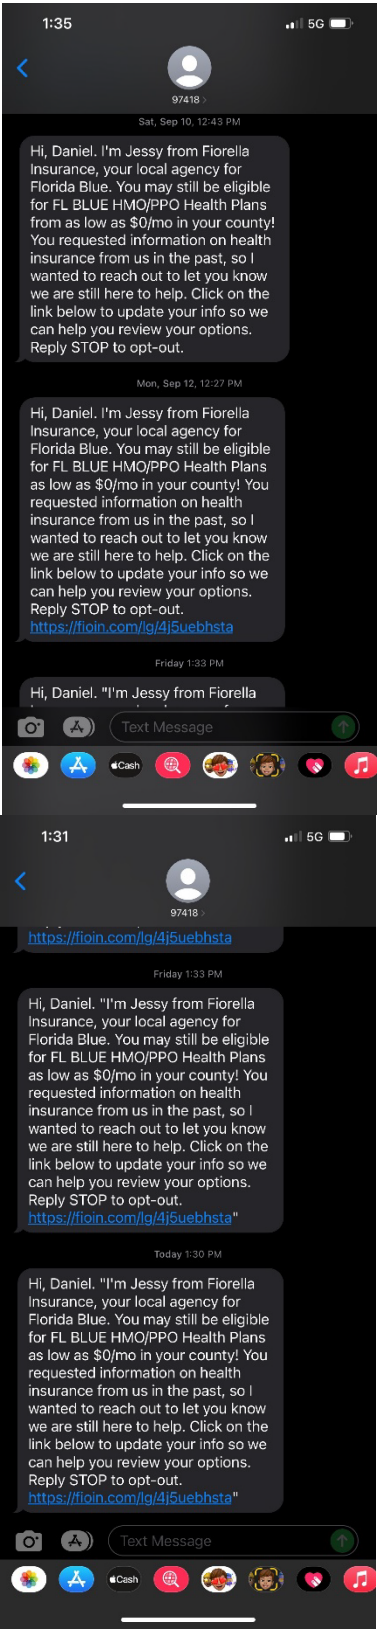 1:35
5G
97418
Sat, Sep 10, 12:43 PM
Hi, Daniel. I'm Jessy from Fiorella
Insurance, your local agency for
Florida Blue. You may still be eligible
for FL BLUE HMO/PPO Health Plans
from as low as $0/mo in your county!
You requested information on health
insurance from us in the past, so I
wanted to reach out to let you know
we are still here to help. Click on the
link below to update your info so we
can help you review your options.
Reply STOP to opt-out.
Mon, Sep 12, 12:27 PM
Hi, Daniel. I'm Jessy from Fiorella
Insurance, your local agency for
Florida Blue. You may still be eligible
for FL BLUE HMO/PPO Health Plans
as low as $0/mo in your county! You
requested information on health
insurance from us in the past, so I
wanted to reach out to let you know
we are still here to help. Click on the
link below to update your info so we
can help you review your options.
Reply STOP to opt-out.
https://fioin.com/lg/4j5uebhsta
Friday 1:33 PM
Hi, Daniel. "I'm Jessy from Fiorella
Text Message
Cash
1:31
5G
97418
https://fioin.com/lg/4j5uebhsta
Friday 1:33 PM
Hi, Daniel. "I'm Jessy from Fiorella
Insurance, your local agency for
Florida Blue. You may still be eligible
for FL BLUE HMO/PPO Health Plans
as low as $0/mo in your county! You
requested information on health
insurance from us in the past, so I
wanted to reach out to let you know
we are still here to help. Click on the
link below to update your info so we
can help you review your options.
Reply STOP to opt-out.
https://fioin.com/lg/4j5uebhsta"
Today 1:30 PM
Hi, Daniel. "I'm Jessy from Fiorella
Insurance, your local agency for
Florida Blue. You may still be eligible
for FL BLUE HMO/PPO Health Plans
as low as $0/mo in your county! You
requested information on health
insurance from us in the past, so I
wanted to reach out to let you know
we are still here to help. Click on the
link below to update your info so we
can help you review your options.
Reply STOP to opt-out.
https://fioin.com/lg/4j5uebhsta"
Text Message
Cash